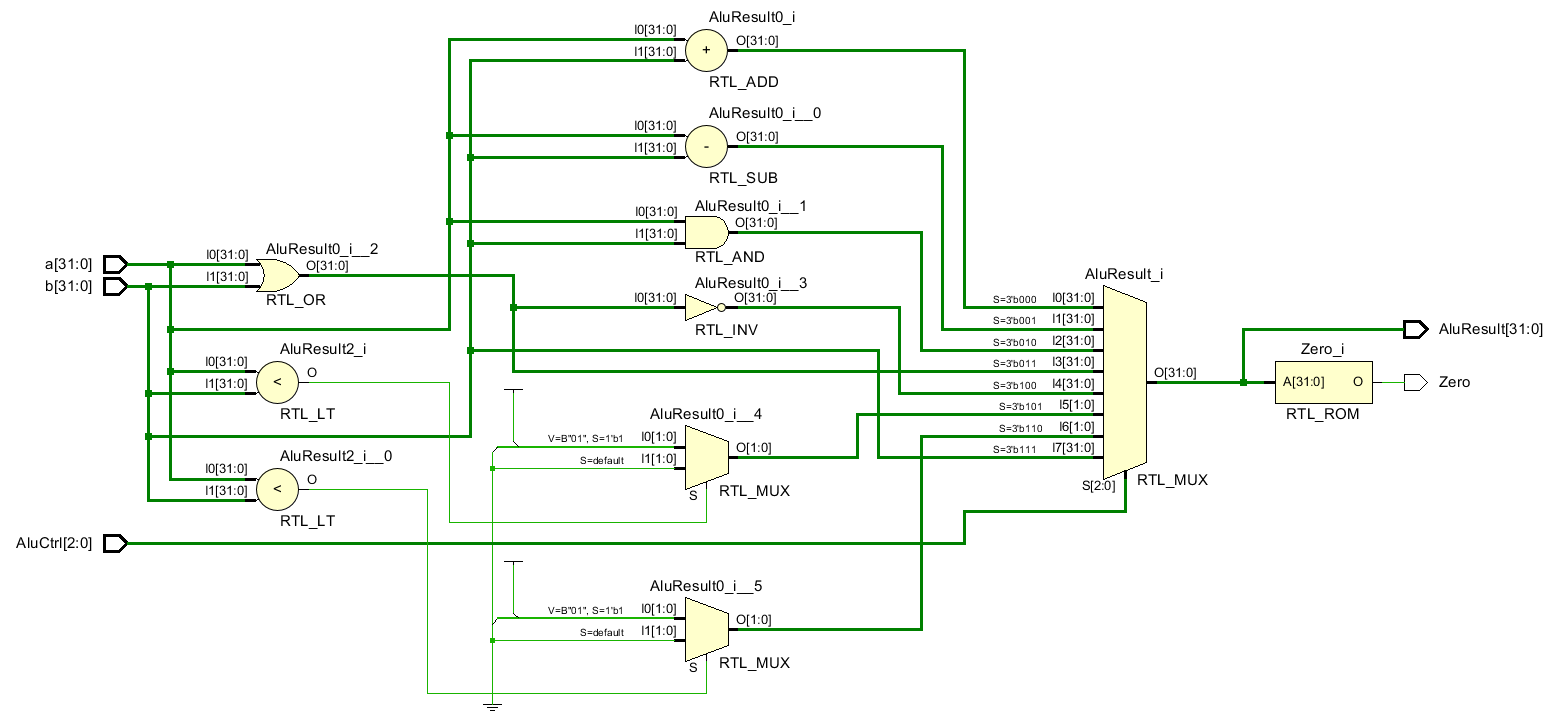 AluResult0_i
I0[31:0]
I1[31:0]
+
O[31:0]
RTL_ADD
AluResult0_i__0
I0[31:0]
I1[31:0]
-
O[31:0]
RTL_SUB
AluResult0_i__1
I0[31:0]
I1[31:0]
O[31:0]
RTL_AND
a[31:0]
b[31:0]
AluResult0_i__2
I0[31:0]
I1[31:0]
O[31:0]
RTL_OR
AluResult0_i__3
I0[31:0]
O[31:0]
RTL_INV
AluResult2_i
I0[31:0]
I1[31:0]
<
O
RTL_LT
AluResult2_i__0
I0[31:0]
I1[31:0]
<
O
RTL_LT
AluCtrl[2:0]
AluResult0_i__4
V=B"01", S=1'b1 I0[1:0]
S=default I1[1:0]
O[1:0]
S
RTL_MUX
AluResult0_i__5
V=B"01", S=1'b1 I0[1:0]
S=default I1[1:0]
O[1:0]
S
RTL_MUX
AluResult_i
S=3'b000 I0[31:0]
S=3'b001 I1[31:0]
S=3'b010 I2[31:0]
S=3'b011 I3[31:0]
S=3'b100 I4[31:0]
S=3'b101 I5[1:0]
S=3'b110 I6[1:0]
S=3'b111 I7[31:0]
S[2:0]
O[31:0]
RTL_MUX
AluResult[31:0]
Zero_i
A[31:0] O
RTL_ROM
Zero